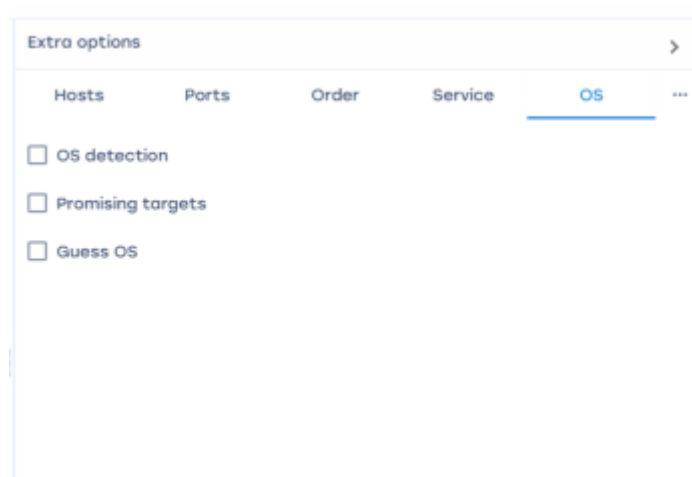 Extra options
Hosts Ports Order Service OS ...
OS detection
Promising targets
Guess OS